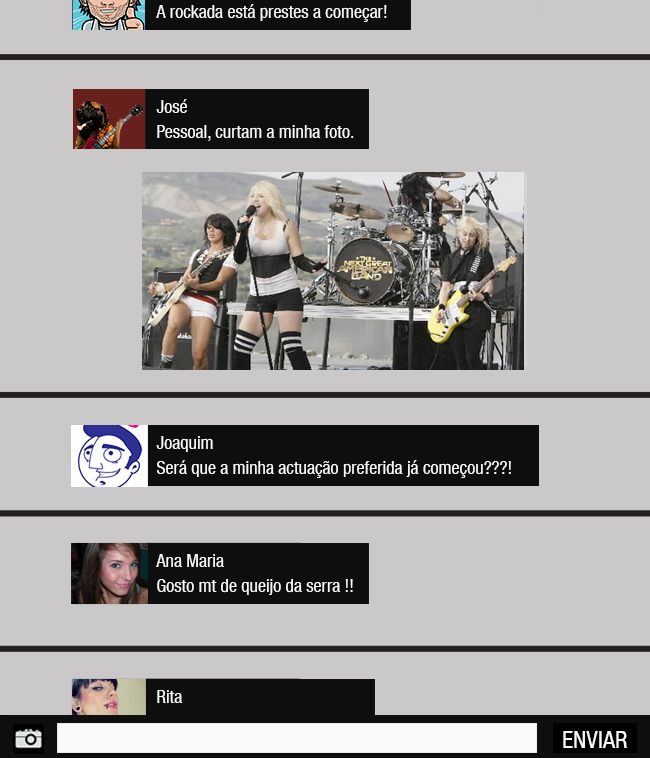 A rockada está prestes a começar!
José
Pessoal, curtam a minha foto.
THE
NEXT GREAT
AMERICAN
BAND
Joaquim
Será que a minha actuação preferida já começou???!
Ana Maria
Gosto mt de queijo da serra !!
Rita
ENVIAR